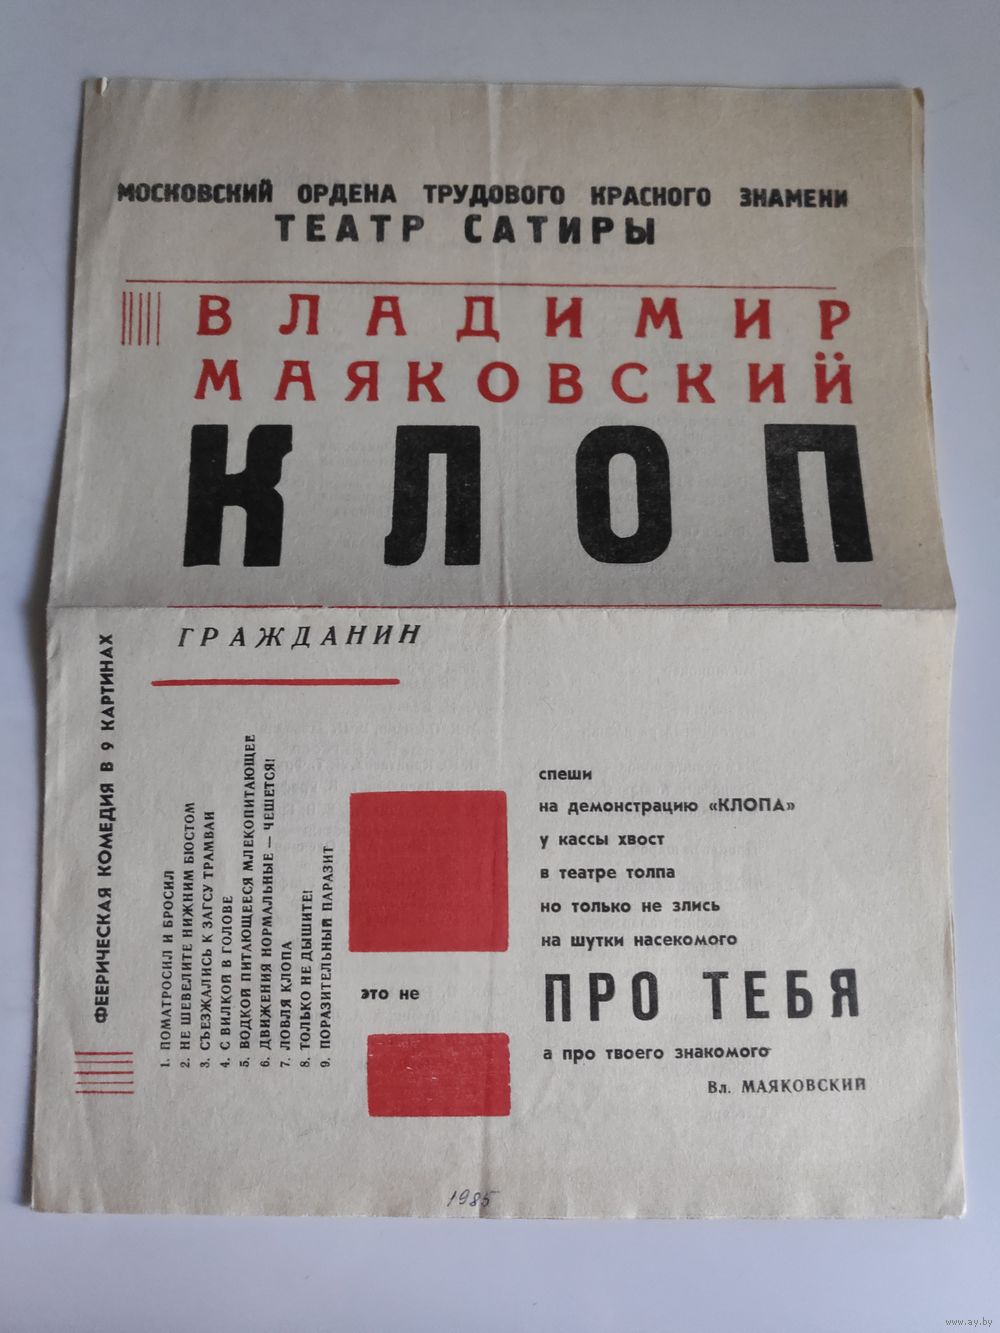 МОСКОВСКИЙ ОРДЕНА ТРУДОВОГО КРАСНОГО ЗНАМЕНИ
ТЕАТР САТИРЫ
ВЛАДИМИР
МАЯКОВСКИЙ
КЛОП
ГРАЖДАНИН
ФЕЕРИЧЕСКАЯ КОМЕДИЯ В 9 КАРТИНАХ
1. ПОМАТРОСИЛ И БРОСИЛ
2. НЕ ШЕВЕЛИТЕ НИЖНИМ БЮСТОМ
3. СЪЕЗЖАЛИСЬ К ЗАГСУ ТРАМВАИ
4. С ВИЛКОЙ В ГОЛОВЕ
5. ВОДКОЙ ПИТАЮЩЕЕСЯ МЛЕКОПИТАЮЩЕЕ
6. ДВИЖЕНИЯ НОРМАЛЬНЫЕ — ЧЕШЕТСЯ!
7. ЛОВЛЯ КЛОПА
8. ТОЛЬКО НЕ ДЫШИТЕ!
9. ПОРАЗИТЕЛЬНЫЙ ПАРАЗИТ
спеши
на демонстрацию «КЛОПА»
у кассы хвост
в театре толпа
но только не злись
на шутки насекомого
это не
ПРО ТЕБЯ
а про твоего знакомого
Вл. МАЯКОВСКИЙ
1985
www.ay.by